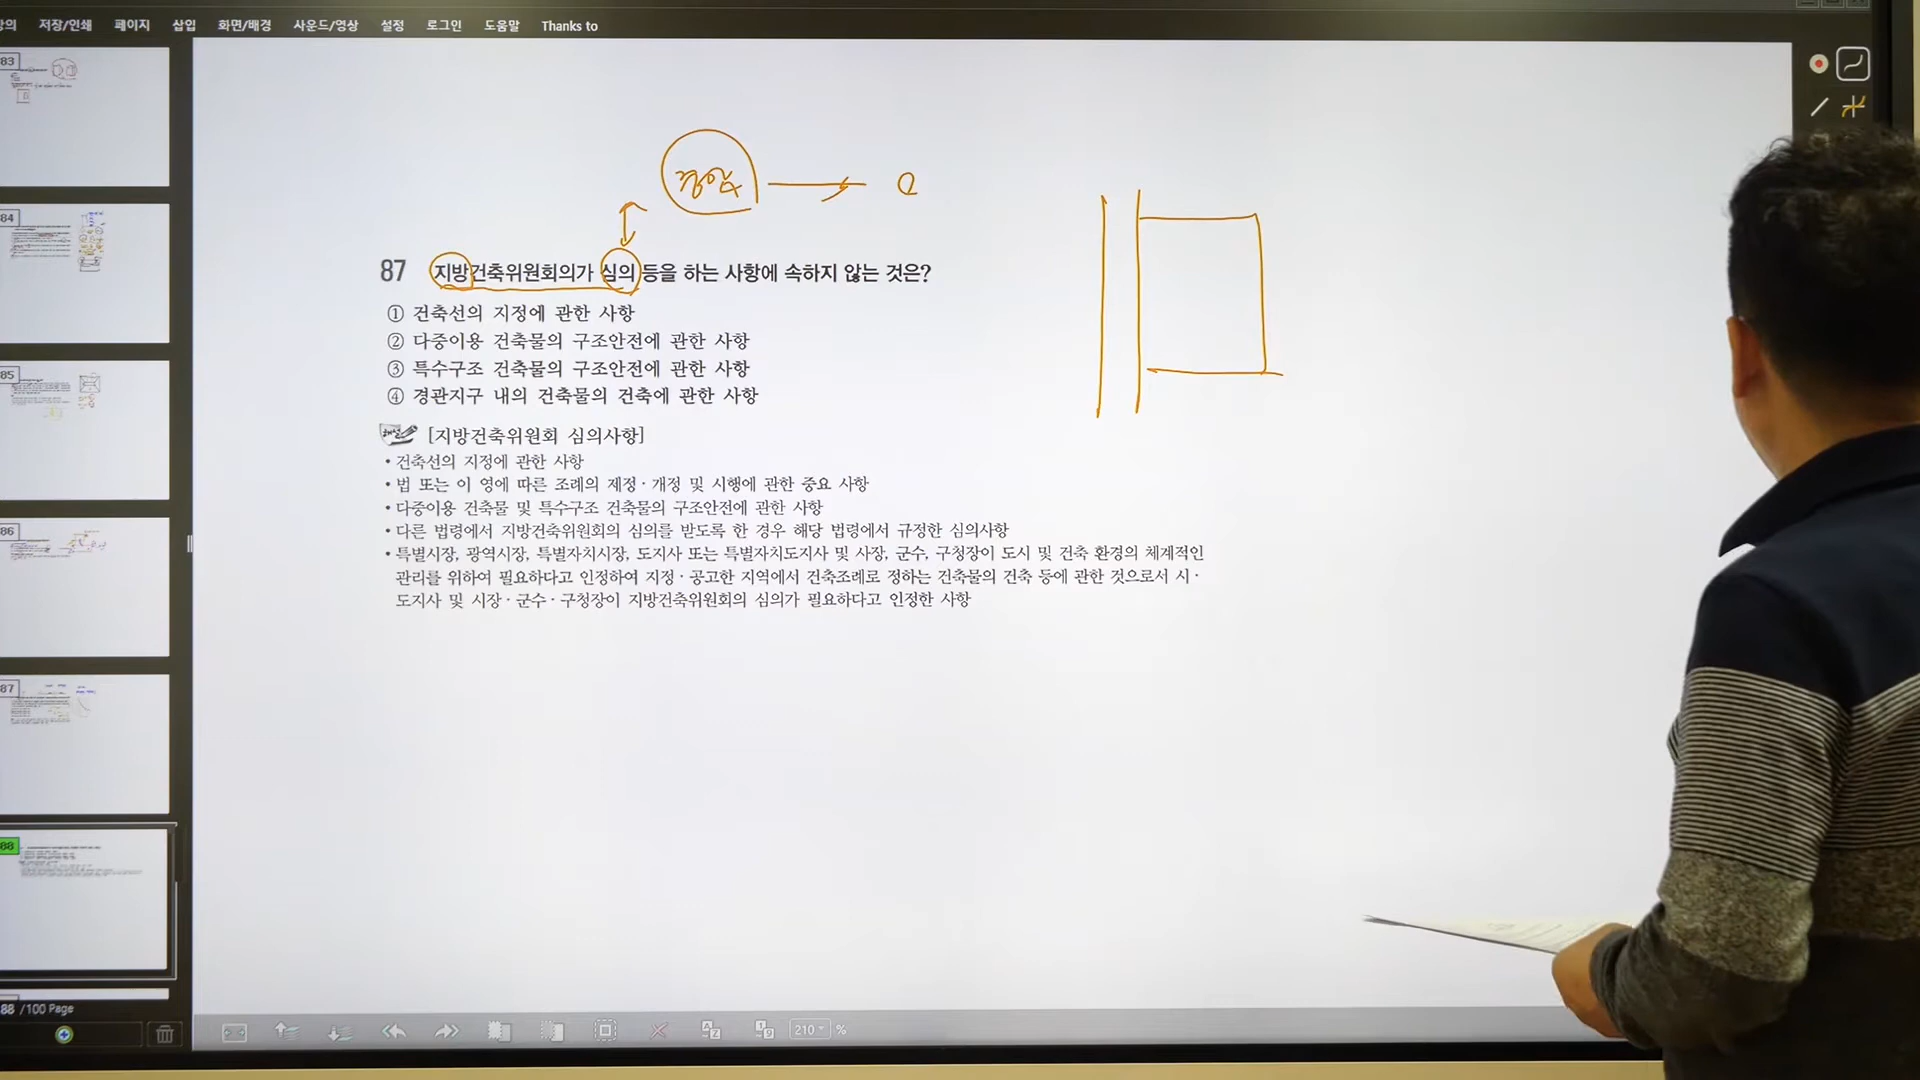 저장/인쇄 페이지 삽입 화면/배경 사운드/영상 설정 로그인 도움말 Thanks to
83
84
85
86
87
88
88 /100 Page
87 지방건축위원회의가 심의 등을 하는 사항에 속하지 않는 것은?
① 건축선의 지정에 관한 사항
② 다중이용 건축물의 구조안전에 관한 사항
③ 특수구조 건축물의 구조안전에 관한 사항
④ 경관지구 내의 건축물의 건축에 관한 사항
해설 [지방건축위원회 심의사항]
• 건축선의 지정에 관한 사항
• 법 또는 이 영에 따른 조례의 제정 · 개정 및 시행에 관한 중요 사항
• 다중이용 건축물 및 특수구조 건축물의 구조안전에 관한 사항
• 다른 법령에서 지방건축위원회의 심의를 받도록 한 경우 해당 법령에서 규정한 심의사항
• 특별시장, 광역시장, 특별자치시장, 도지사 또는 특별자치도지사 및 사장, 군수, 구청장이 도시 및 건축 환경의 체계적인
관리를 위하여 필요하다고 인정하여 지정 · 공고한 지역에서 건축조례로 정하는 건축물의 건축 등에 관한 것으로서 시 ·
도지사 및 시장 · 군수 · 구청장이 지방건축위원회의 심의가 필요하다고 인정한 사항
210 %